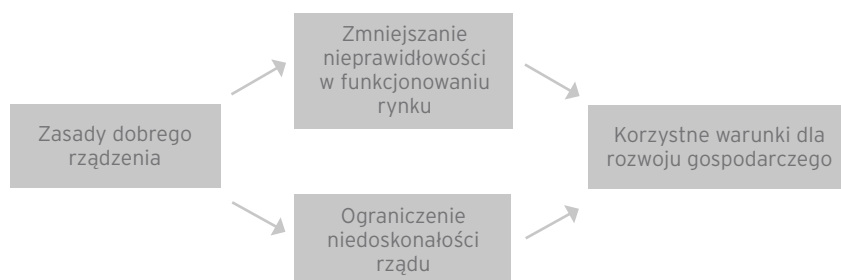 Zmniejszanie
nieprawidłowości
w funkcjonowaniu
rynku
Zasady dobrego
rządzenia
Korzystne warunki dla
rozwoju gospodarczego
Ograniczenie
niedoskonałości
rządu